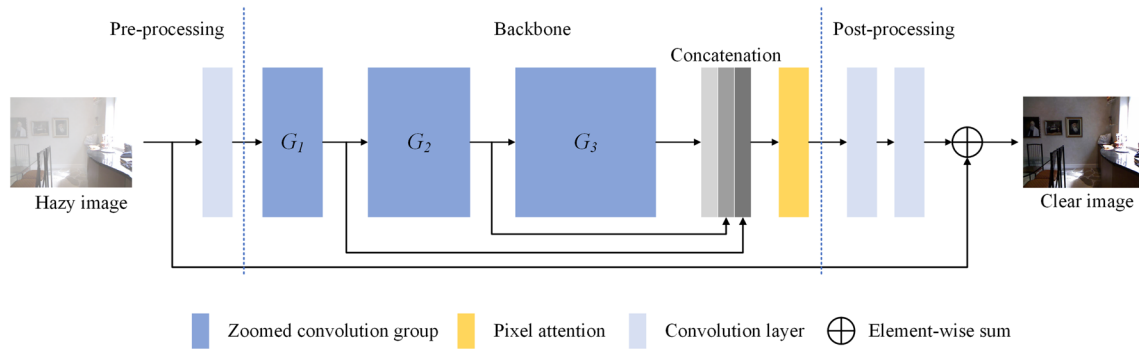 Pre-processing
Backbone
Post-processing
Concatenation
G1
G2
G3
Hazy image
Clear image
Zoomed convolution group
Pixel attention
Convolution layer
Element-wise sum